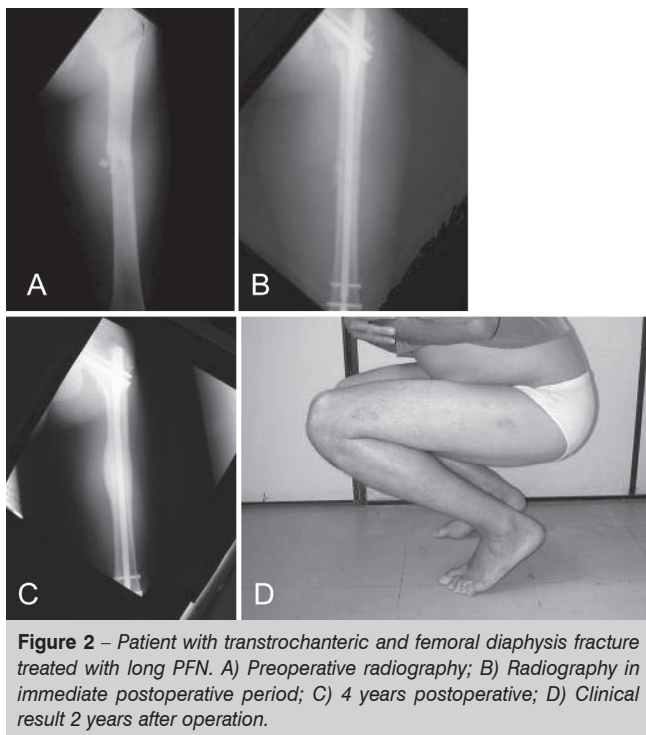 A
B
C
D
Figure 2 – Patient with transtrochanteric and femoral diaphysis fracture
treated with long PFN. A) Preoperative radiography; B) Radiography in
immediate postoperative period; C) 4 years postoperative; D) Clinical
result 2 years after operation.